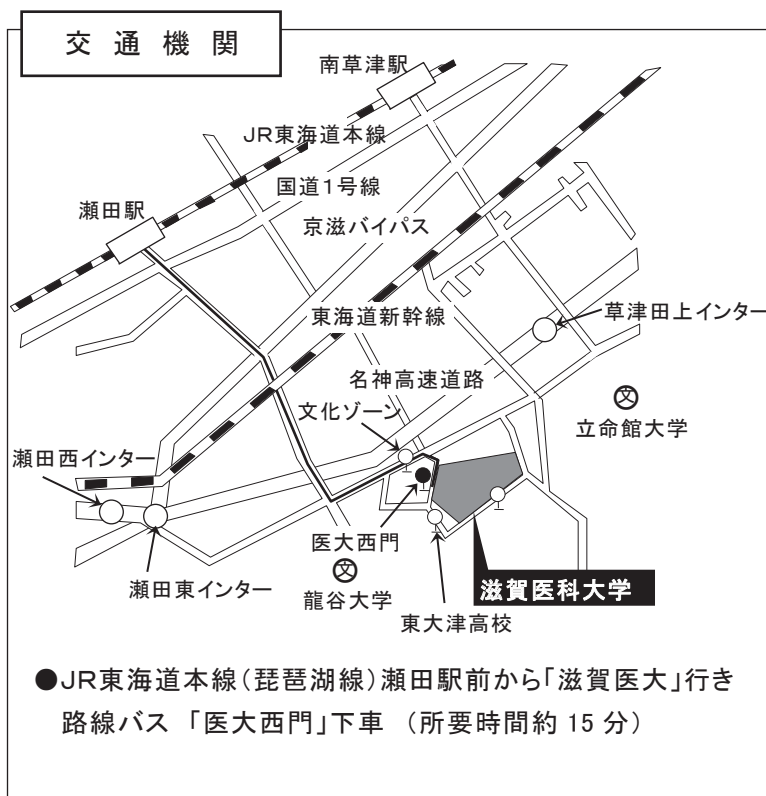 交通機関
南草津駅
JR東海道本線
国道1号線
瀬田駅
京滋バイパス
東海道新幹線
草津田上インター
名神高速道路
文化ゾーン
文
立命館大学
瀬田西インター
医大西門
文
瀬田東インター
龍谷大学
滋賀医科大学
東大津高校
●JR東海道本線(琵琶湖線)瀬田駅前から「滋賀医大」行き
路線バス 「医大西門」下車 (所要時間約 15 分)